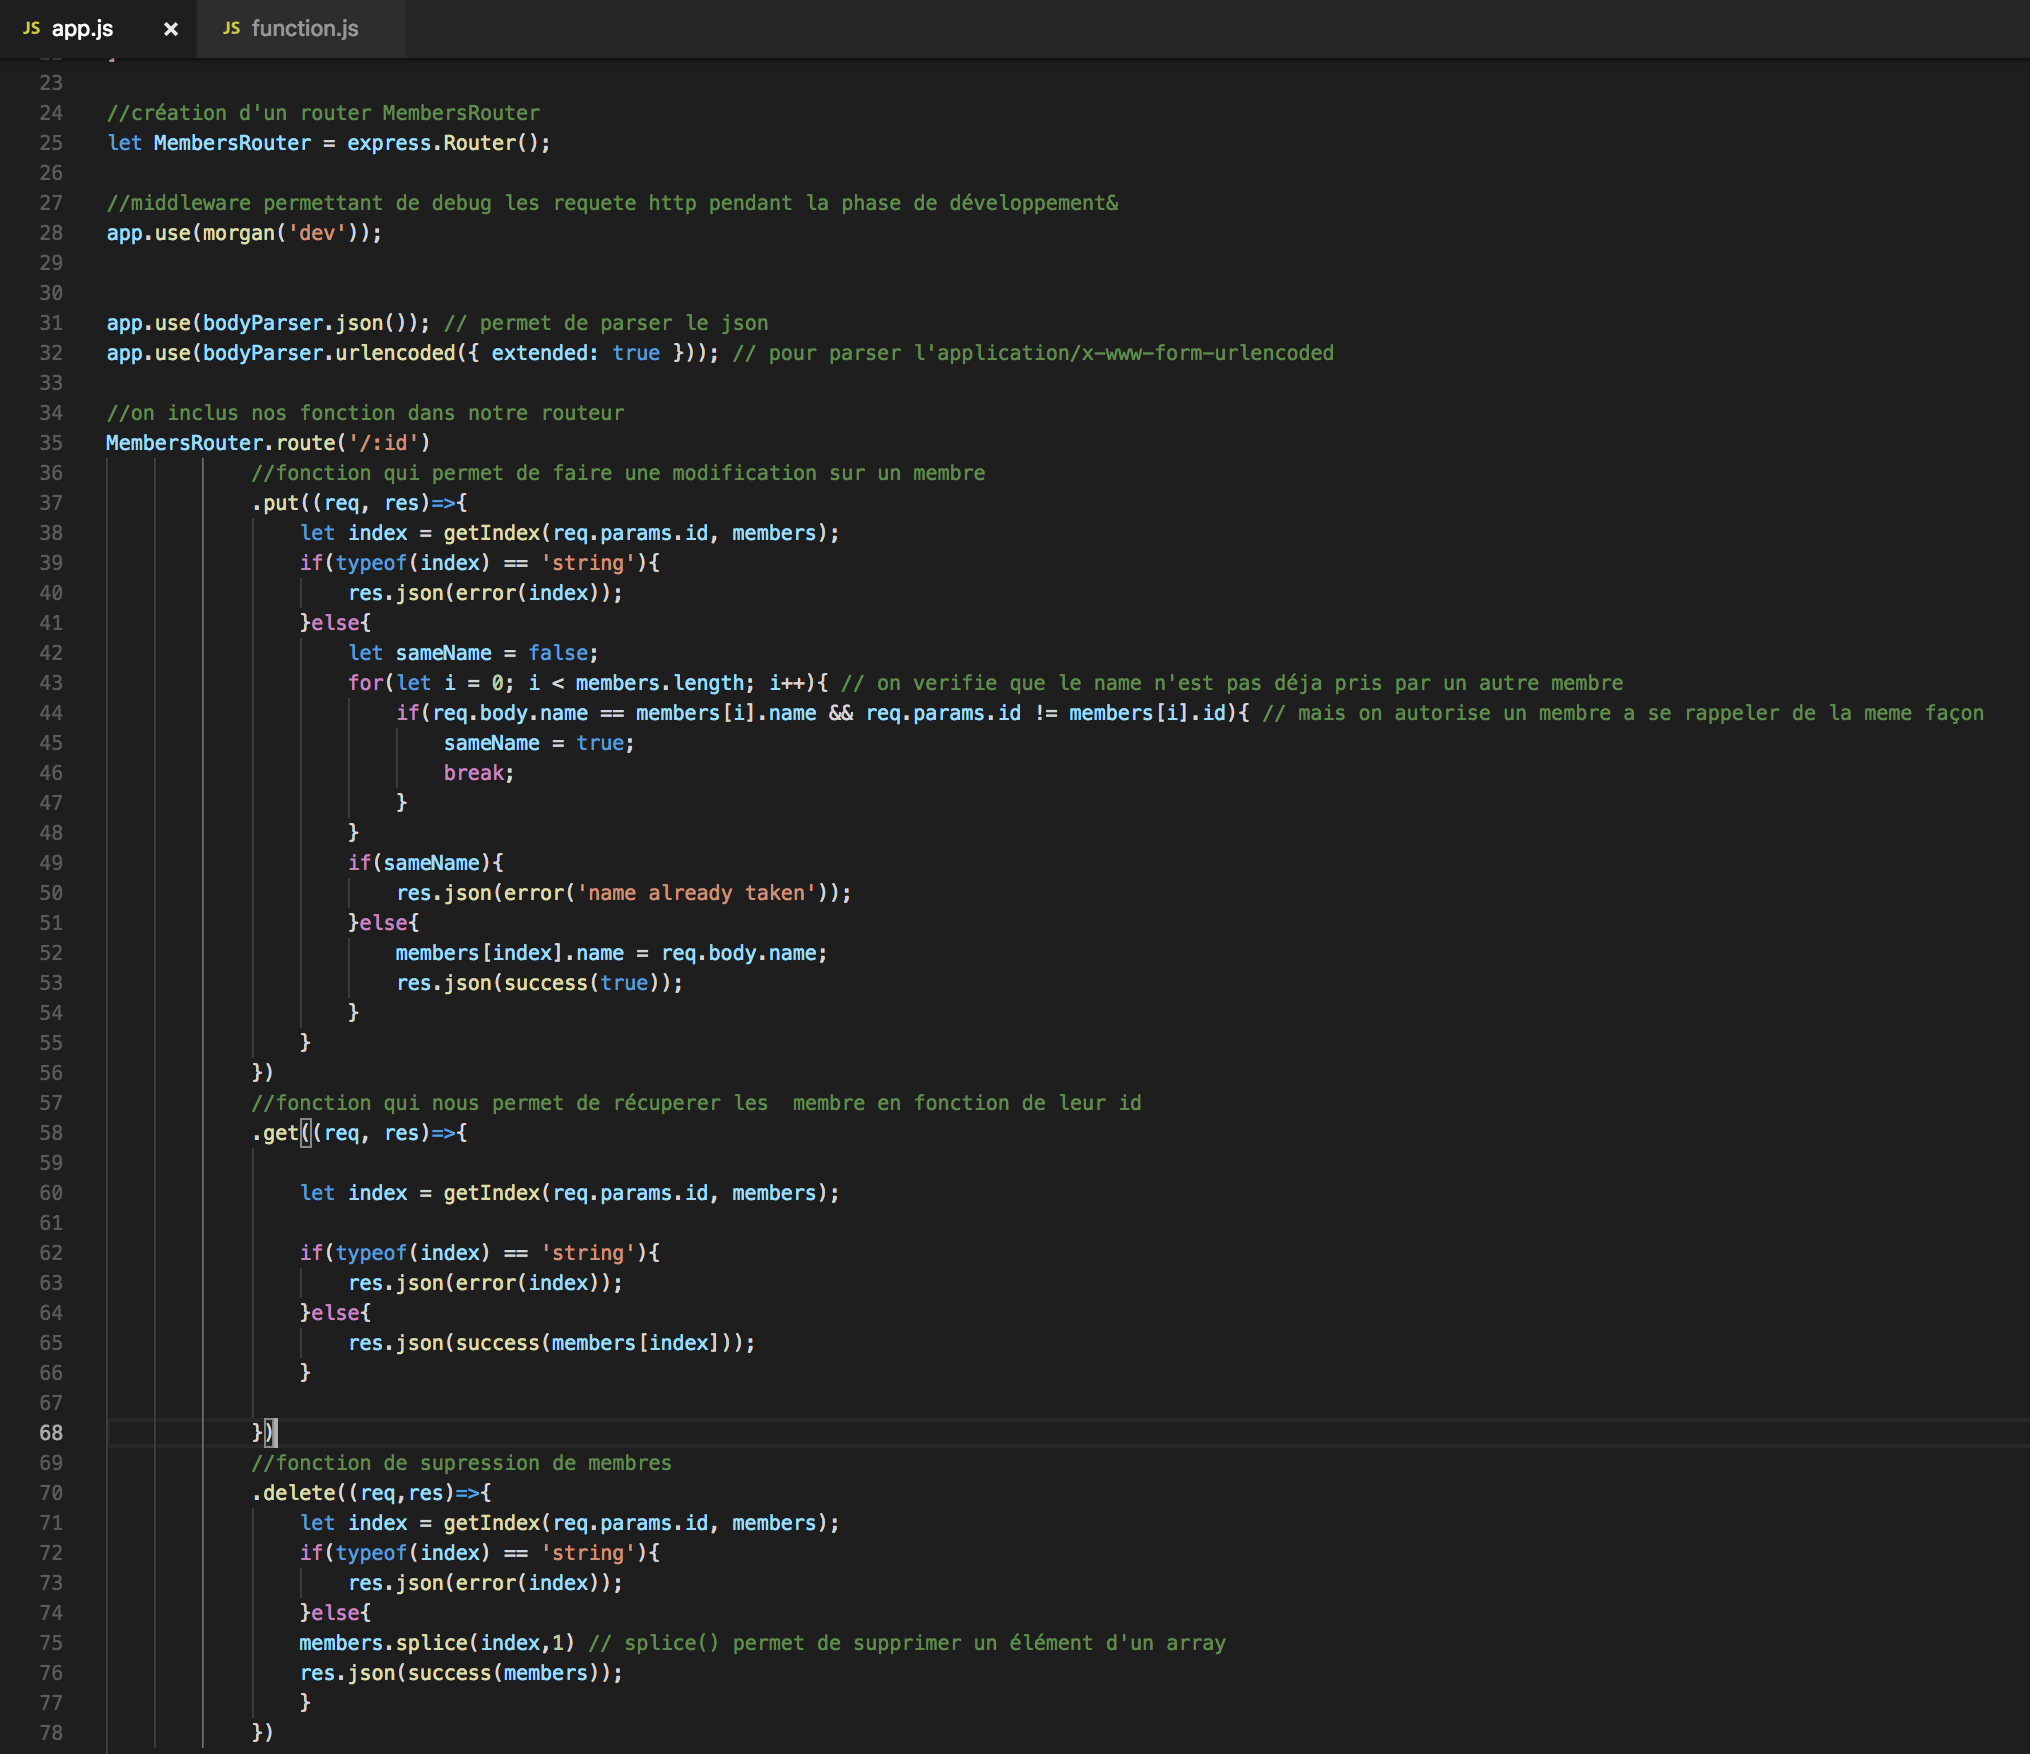 JS app.js × JS function.js
23
24 //création d'un router MembersRouter
25 let MembersRouter = express.Router();
26
27 //middleware permettant de debug les requete http pendant la phase de développement&
28 app.use(morgan('dev'));
29
30
31 app.use(bodyParser.json()); // permet de parser le json
32 app.use(bodyParser.urlencoded({ extended: true })); // pour parser l'application/x-www-form-urlencoded
33
34 //on inclus nos fonction dans notre routeur
35 MembersRouter.route('/:id')
36 //fonction qui permet de faire une modification sur un membre
37 .put((req, res)=>{
38 let index = getIndex(req.params.id, members);
39 if(typeof(index) == 'string'){
40 res.json(error(index));
41 }else{
42 let sameName = false;
43 for(let i = 0; i < members.length; i++){ // on verifie que le name n'est pas déja pris par un autre membre
44 if(req.body.name == members[i].name && req.params.id != members[i].id){ // mais on autorise un membre a se rappeler de la meme façon
45 sameName = true;
46 break;
47 }
48 }
49 if(sameName){
50 res.json(error('name already taken'));
51 }else{
52 members[index].name = req.body.name;
53 res.json(success(true));
54 }
55 }
56 })
57 //fonction qui nous permet de récuperer les  membre en fonction de leur id
58 .get((req, res)=>{
59
60 let index = getIndex(req.params.id, members);
61
62 if(typeof(index) == 'string'){
63 res.json(error(index));
64 }else{
65 res.json(success(members[index]));
66 }
67
68 })
69 //fonction de supression de membres
70 .delete((req,res)=>{
71 let index = getIndex(req.params.id, members);
72 if(typeof(index) == 'string'){
73 res.json(error(index));
74 }else{
75 members.splice(index,1) // splice() permet de supprimer un élément d'un array
76 res.json(success(members));
77 }
78 })